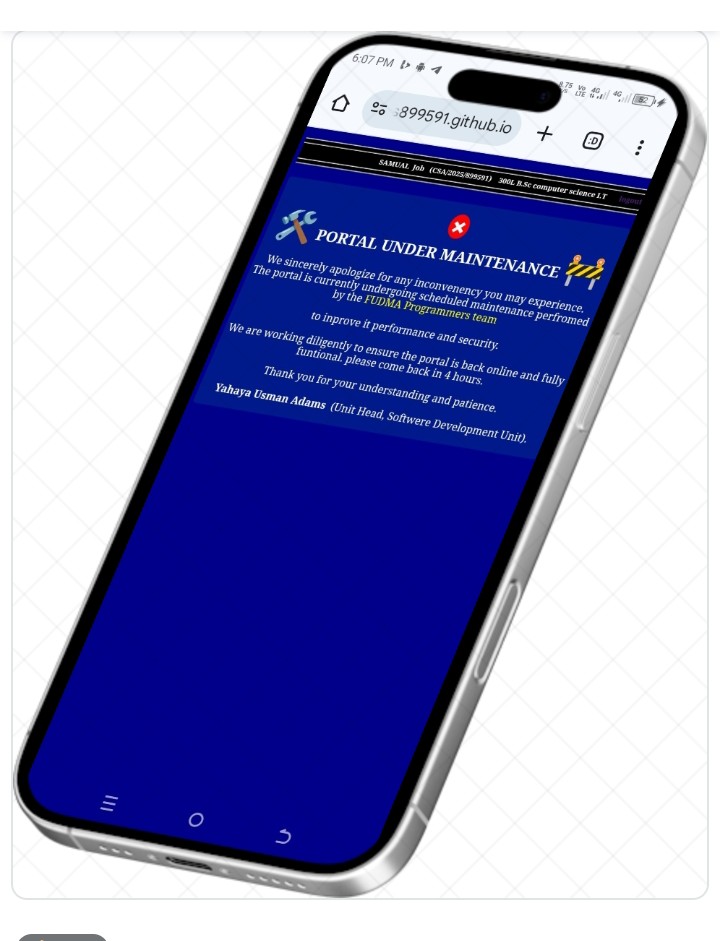 6:07 PM
899591.github.io
SAMUAL Job (CSA/2025/899591) 300L B.Sc computer science I.T logout
PORTAL UNDER MAINTENANCE
We sincerely apologize for any inconvenency you may experience.
The portal is currently undergoing scheduled maintenance perfromed
by the FUDMA Programmers team
to inprove it performance and security.
We are working diligently to ensure the portal is back online and fully
funtional. please come back in 4 hours.
Thank you for your understanding and patience.
Yahaya Usman Adams (Unit Head, Softwere Development Unit).